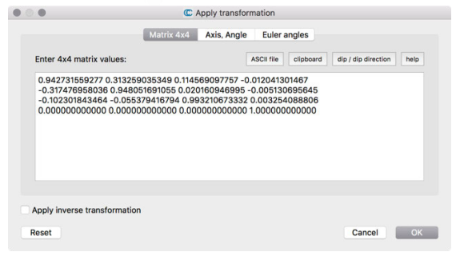 Apply transformation
Matrix 4x4 Axis, Angle Euler angles
Enter 4x4 matrix values: ASCII file clipboard dip / dip direction help
0.942731559277 0.313259035349 0.114569097757 -0.012041301467
-0.317476958036 0.948051691055 0.020160946995 -0.005130695645
-0.102301843464 -0.055379416794 0.993210673332 0.003254088806
0.000000000000 0.000000000000 0.000000000000 1.000000000000
Apply inverse transformation
Reset Cancel OK